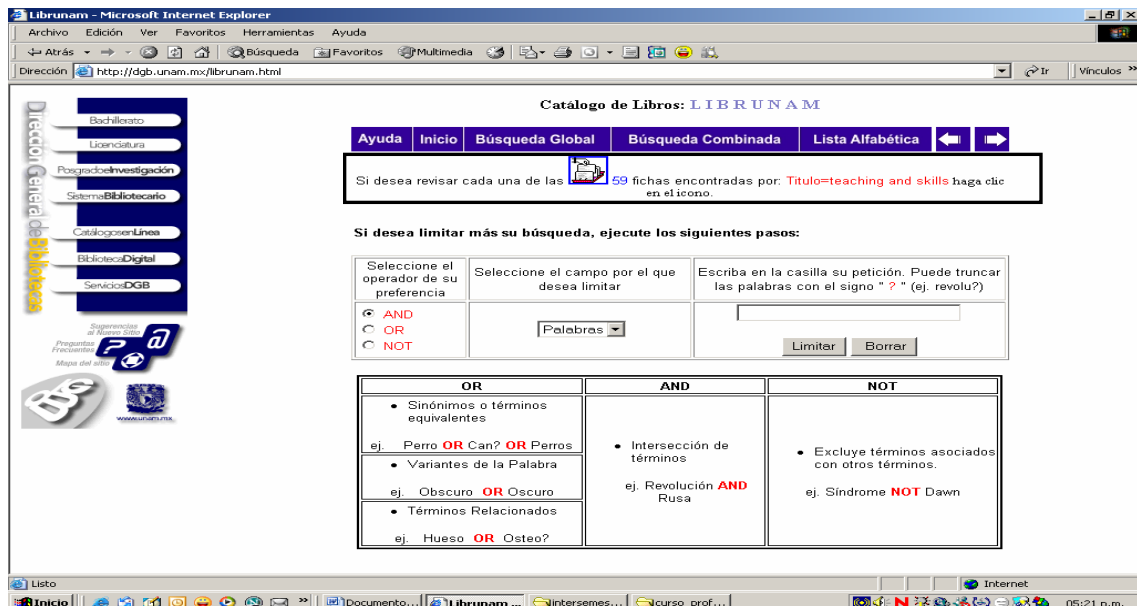 Librunam - Microsoft Internet Explorer
Archivo Edición Ver Favoritos Herramientas Ayuda
Atrás Búsqueda Favoritos Multimedia
Dirección http://dgb.unam.mx/librunam.html Ir Vínculos »
Dirección General de Bibliotecas
Bachillerato
Licenciatura
PosgradoeInvestigación
SistemaBibliotecario
CatálogosenLínea
BibliotecaDigital
ServiciosDGB
Sugerencias
al Nuevo Sitio
Preguntas
Frecuentes
Mapa del sitio
www.unam.mx
Catálogo de Libros: LIBRUNAM
Ayuda Inicio Búsqueda Global Búsqueda Combinada Lista Alfabética
Si desea revisar cada una de las 59 fichas encontradas por: Titulo=teaching and skills haga clic
en el icono.
Si desea limitar más su búsqueda, ejecute los siguientes pasos:
Seleccione el
operador de su
preferencia
Seleccione el campo por el que
desea limitar
Escriba en la casilla su petición. Puede truncar
las palabras con el signo " ? " (ej. revolu?)
AND
OR
NOT
Palabras
Limitar Borrar
OR AND NOT
• Sinónimos o términos
equivalentes
ej. Perro OR Can? OR Perros
• Variantes de la Palabra
ej. Obscuro OR Oscuro
• Términos Relacionados
ej. Hueso OR Osteo?
• Intersección de
términos
ej. Revolución AND
Rusa
• Excluye términos asociados
con otros términos.
ej. Síndrome NOT Dawn
Listo Internet
Inicio » Documento... Librunam ... intersemes... curso_prof... 05:21 p.m.